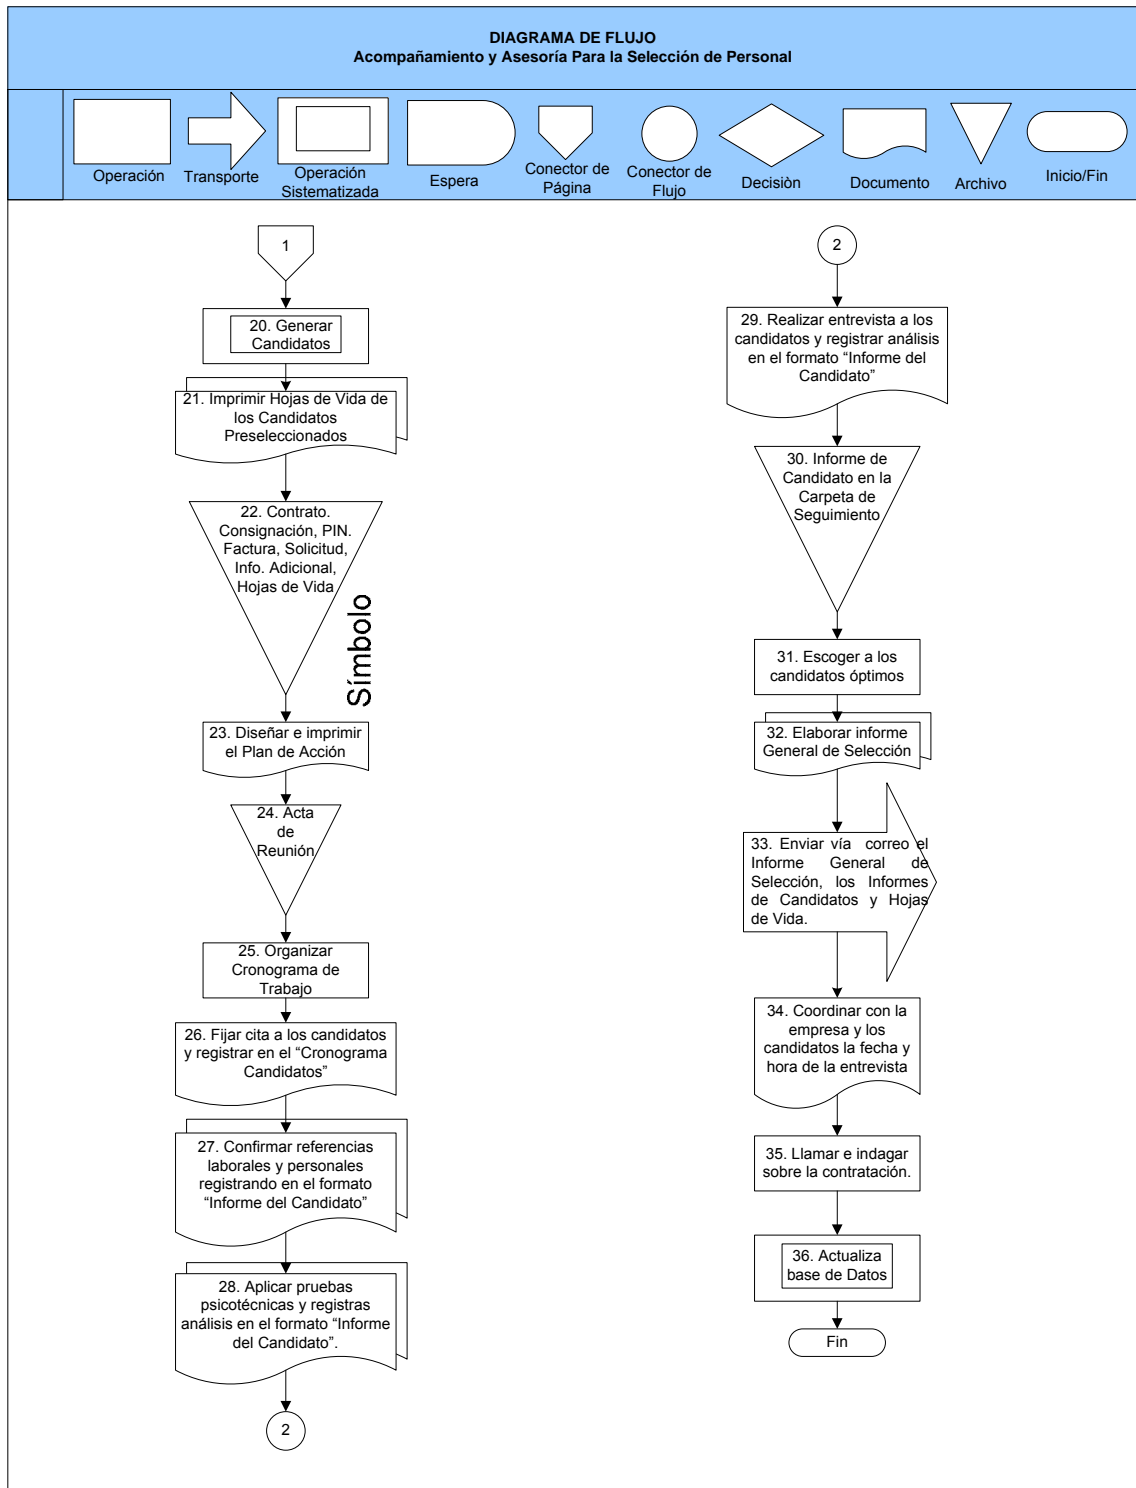 DIAGRAMA DE FLUJO
Acompañamiento y Asesoría Para la Selección de Personal
Operación
Transporte
Operación
Sistematizada
Espera
Conector de
Página
Conector de
Flujo
Decisiòn
Documento
Archivo
Inicio/Fin
1
20. Generar
Candidatos
21. Imprimir Hojas de Vida de
los Candidatos
Preseleccionados
22. Contrato.
Consignación, PIN.
Factura, Solicitud,
Info. Adicional,
Hojas de Vida
Símbolo
23. Diseñar e imprimir
el Plan de Acción
24. Acta
de
Reunión
25. Organizar
Cronograma de
Trabajo
26. Fijar cita a los candidatos
y registrar en el “Cronograma
Candidatos”
27. Confirmar referencias
laborales y personales
registrando en el formato
“Informe del Candidato”
28. Aplicar pruebas
psicotécnicas y registras
análisis en el formato “Informe
del Candidato”.
2
2
29. Realizar entrevista a los
candidatos y registrar análisis
en el formato “Informe del
Candidato”
30. Informe de
Candidato en la
Carpeta de
Seguimiento
31. Escoger a los
candidatos óptimos
32. Elaborar informe
General de Selección
33. Enviar vía correo el
Informe General de
Selección, los Informes
de Candidatos y Hojas
de Vida.
34. Coordinar con la
empresa y los
candidatos la fecha y
hora de la entrevista
35. Llamar e indagar
sobre la contratación.
36. Actualiza
base de Datos
Fin